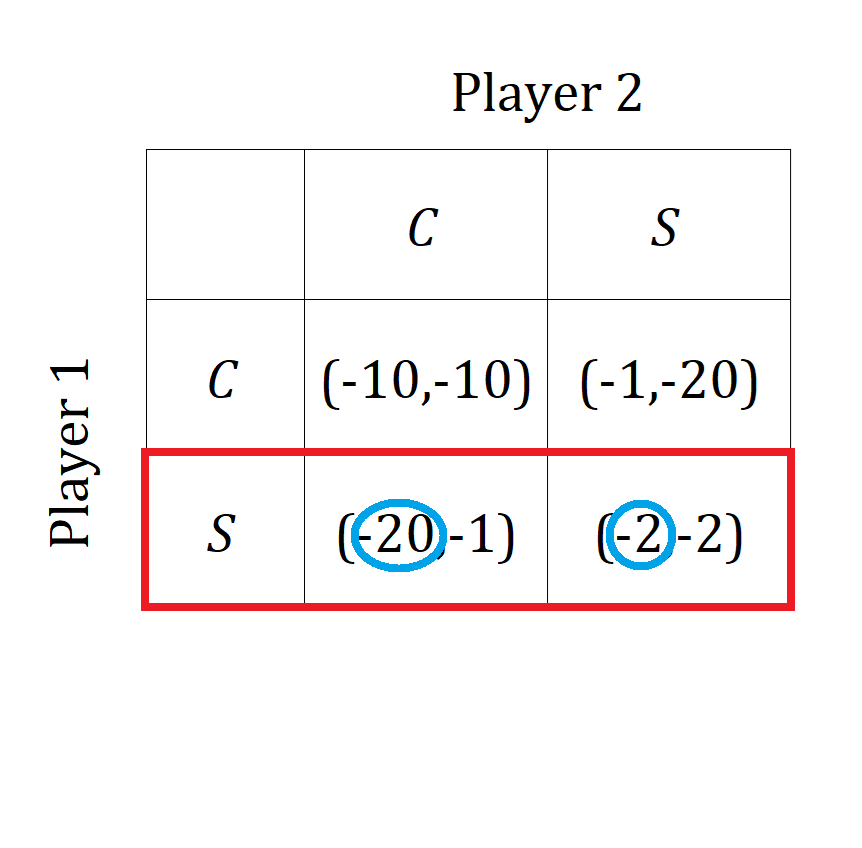 Player 2
C S
Player 1
C (-10,-10) (-1,-20)
S (-20,-1) (-2,-2)